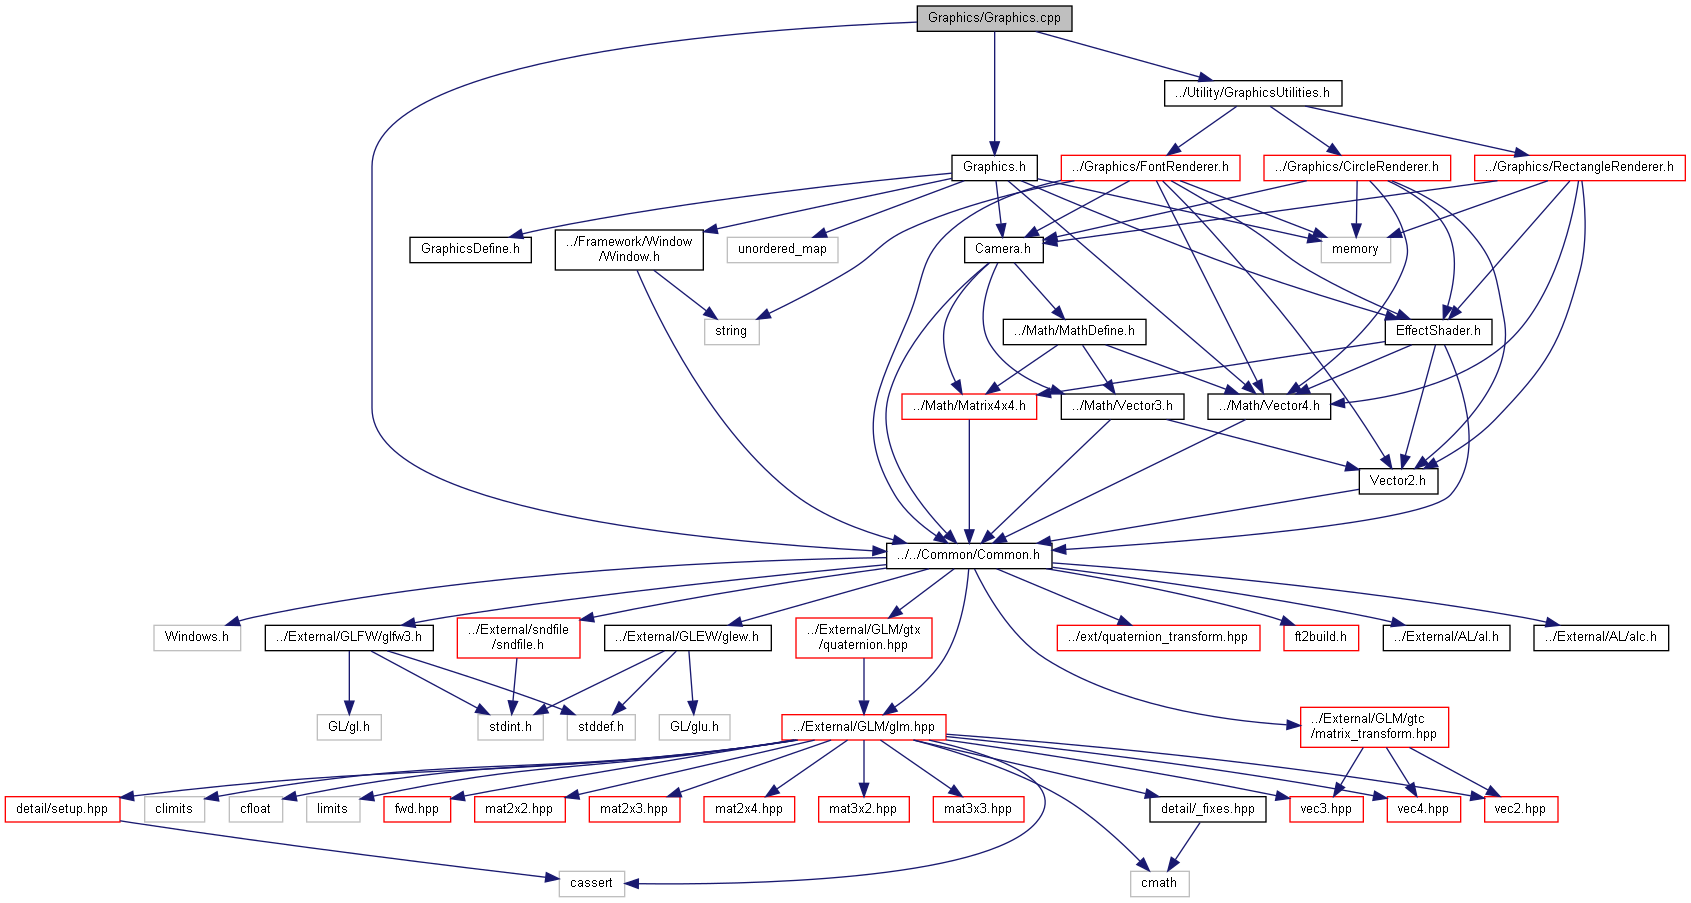 Graphics/Graphics.cpp
../Utility/GraphicsUtilities.h
Graphics.h
../Graphics/FontRenderer.h
../Graphics/CircleRenderer.h
../Graphics/RectangleRenderer.h
GraphicsDefine.h
../Framework/Window
/Window.h
unordered_map
Camera.h
memory
string
../Math/MathDefine.h
EffectShader.h
../Math/Matrix4x4.h
../Math/Vector3.h
../Math/Vector4.h
Vector2.h
../../Common/Common.h
Windows.h
../External/GLFW/glfw3.h
../External/sndfile
/sndfile.h
../External/GLEW/glew.h
../External/GLM/gtx
/quaternion.hpp
../ext/quaternion_transform.hpp
ft2build.h
../External/AL/al.h
../External/AL/alc.h
GL/gl.h
stdint.h
stddef.h
GL/glu.h
../External/GLM/glm.hpp
../External/GLM/gtc
/matrix_transform.hpp
detail/setup.hpp
climits
cfloat
limits
fwd.hpp
mat2x2.hpp
mat2x3.hpp
mat2x4.hpp
mat3x2.hpp
mat3x3.hpp
detail/_fixes.hpp
vec3.hpp
vec4.hpp
vec2.hpp
cassert
cmath